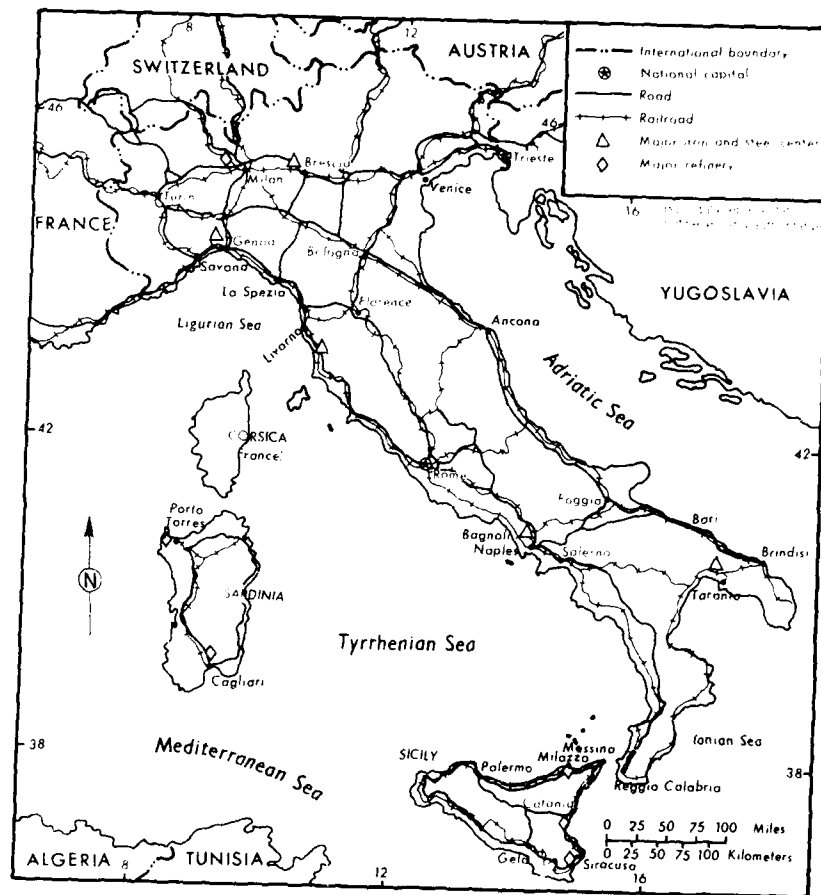 8
12
SWITZERLAND
AUSTRIA
International boundary
National capital
Road
Railroad
Major iron and steel center
Major refinery
46
46
Brescia
Milan
Trieste
Venice
Turin
FRANCE
16
Genoa
Savona
Bologna
La Spezia
Florence
YUGOSLAVIA
Ligurian Sea
Livorno
Ancona
Adriatic Sea
42
CORSICA
(France)
42
Rome
Porto
Torres
Foggia
Bari
Bagnoli
Naples
Salerno
Brindisi
N
SARDINIA
Taranto
Tyrrhenian Sea
Cagliari
38
Mediterranean Sea
SICILY
Palermo
Messina
Milazzo
Ionian Sea
38
Reggio Calabria
Catania
0 25 50 75 100 Miles
0 25 50 75 100 Kilometers
Gela
Siracusa
ALGERIA
8
TUNISIA
12
16